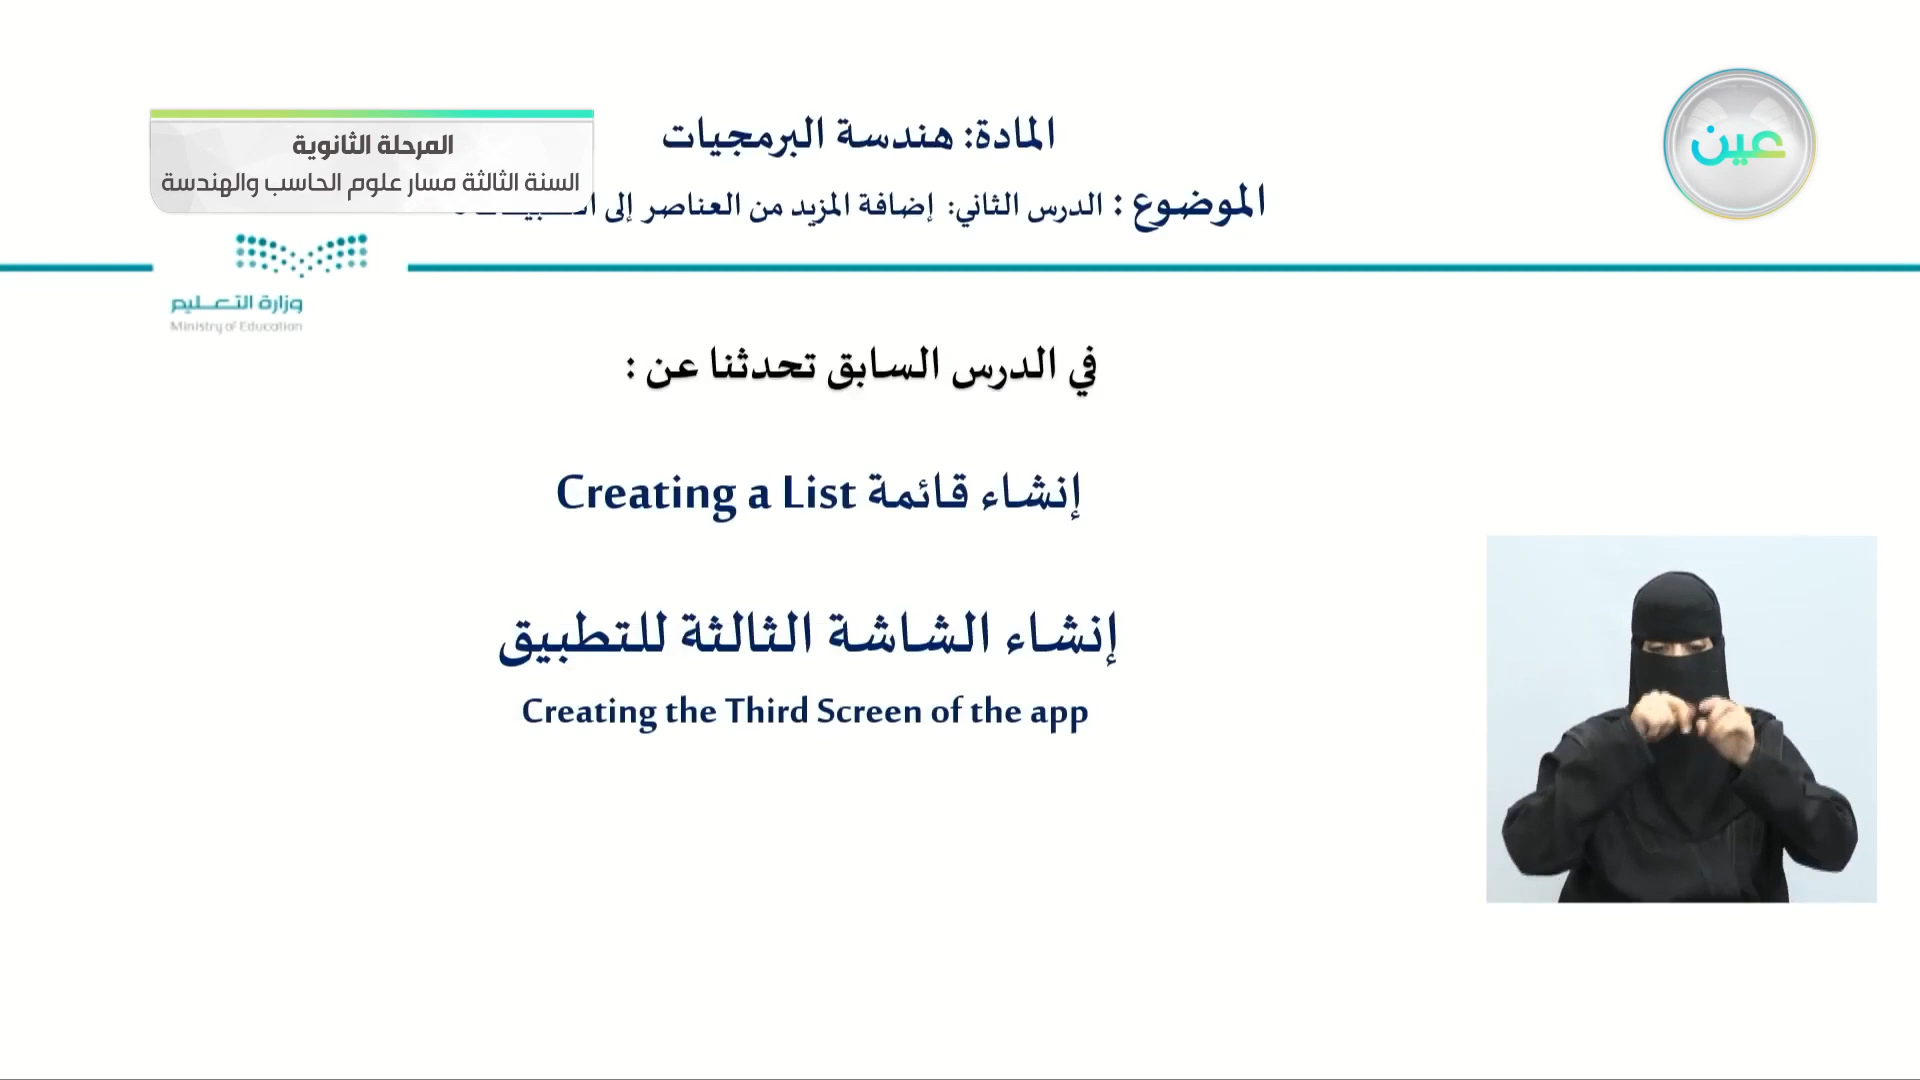 المرحلة الثانوية
السنة الثالثة مسار علوم الحاسب والهندسة
المادة: هندسة البرمجيات
الموضوع : الدرس الثاني: إضافة المزيد من العناصر إلى
عين
وزارة التعليم
Ministry of Education
في الدرس السابق تحدثنا عن :
إنشاء قائمة Creating a List
إنشاء الشاشة الثالثة للتطبيق
Creating the Third Screen of the app